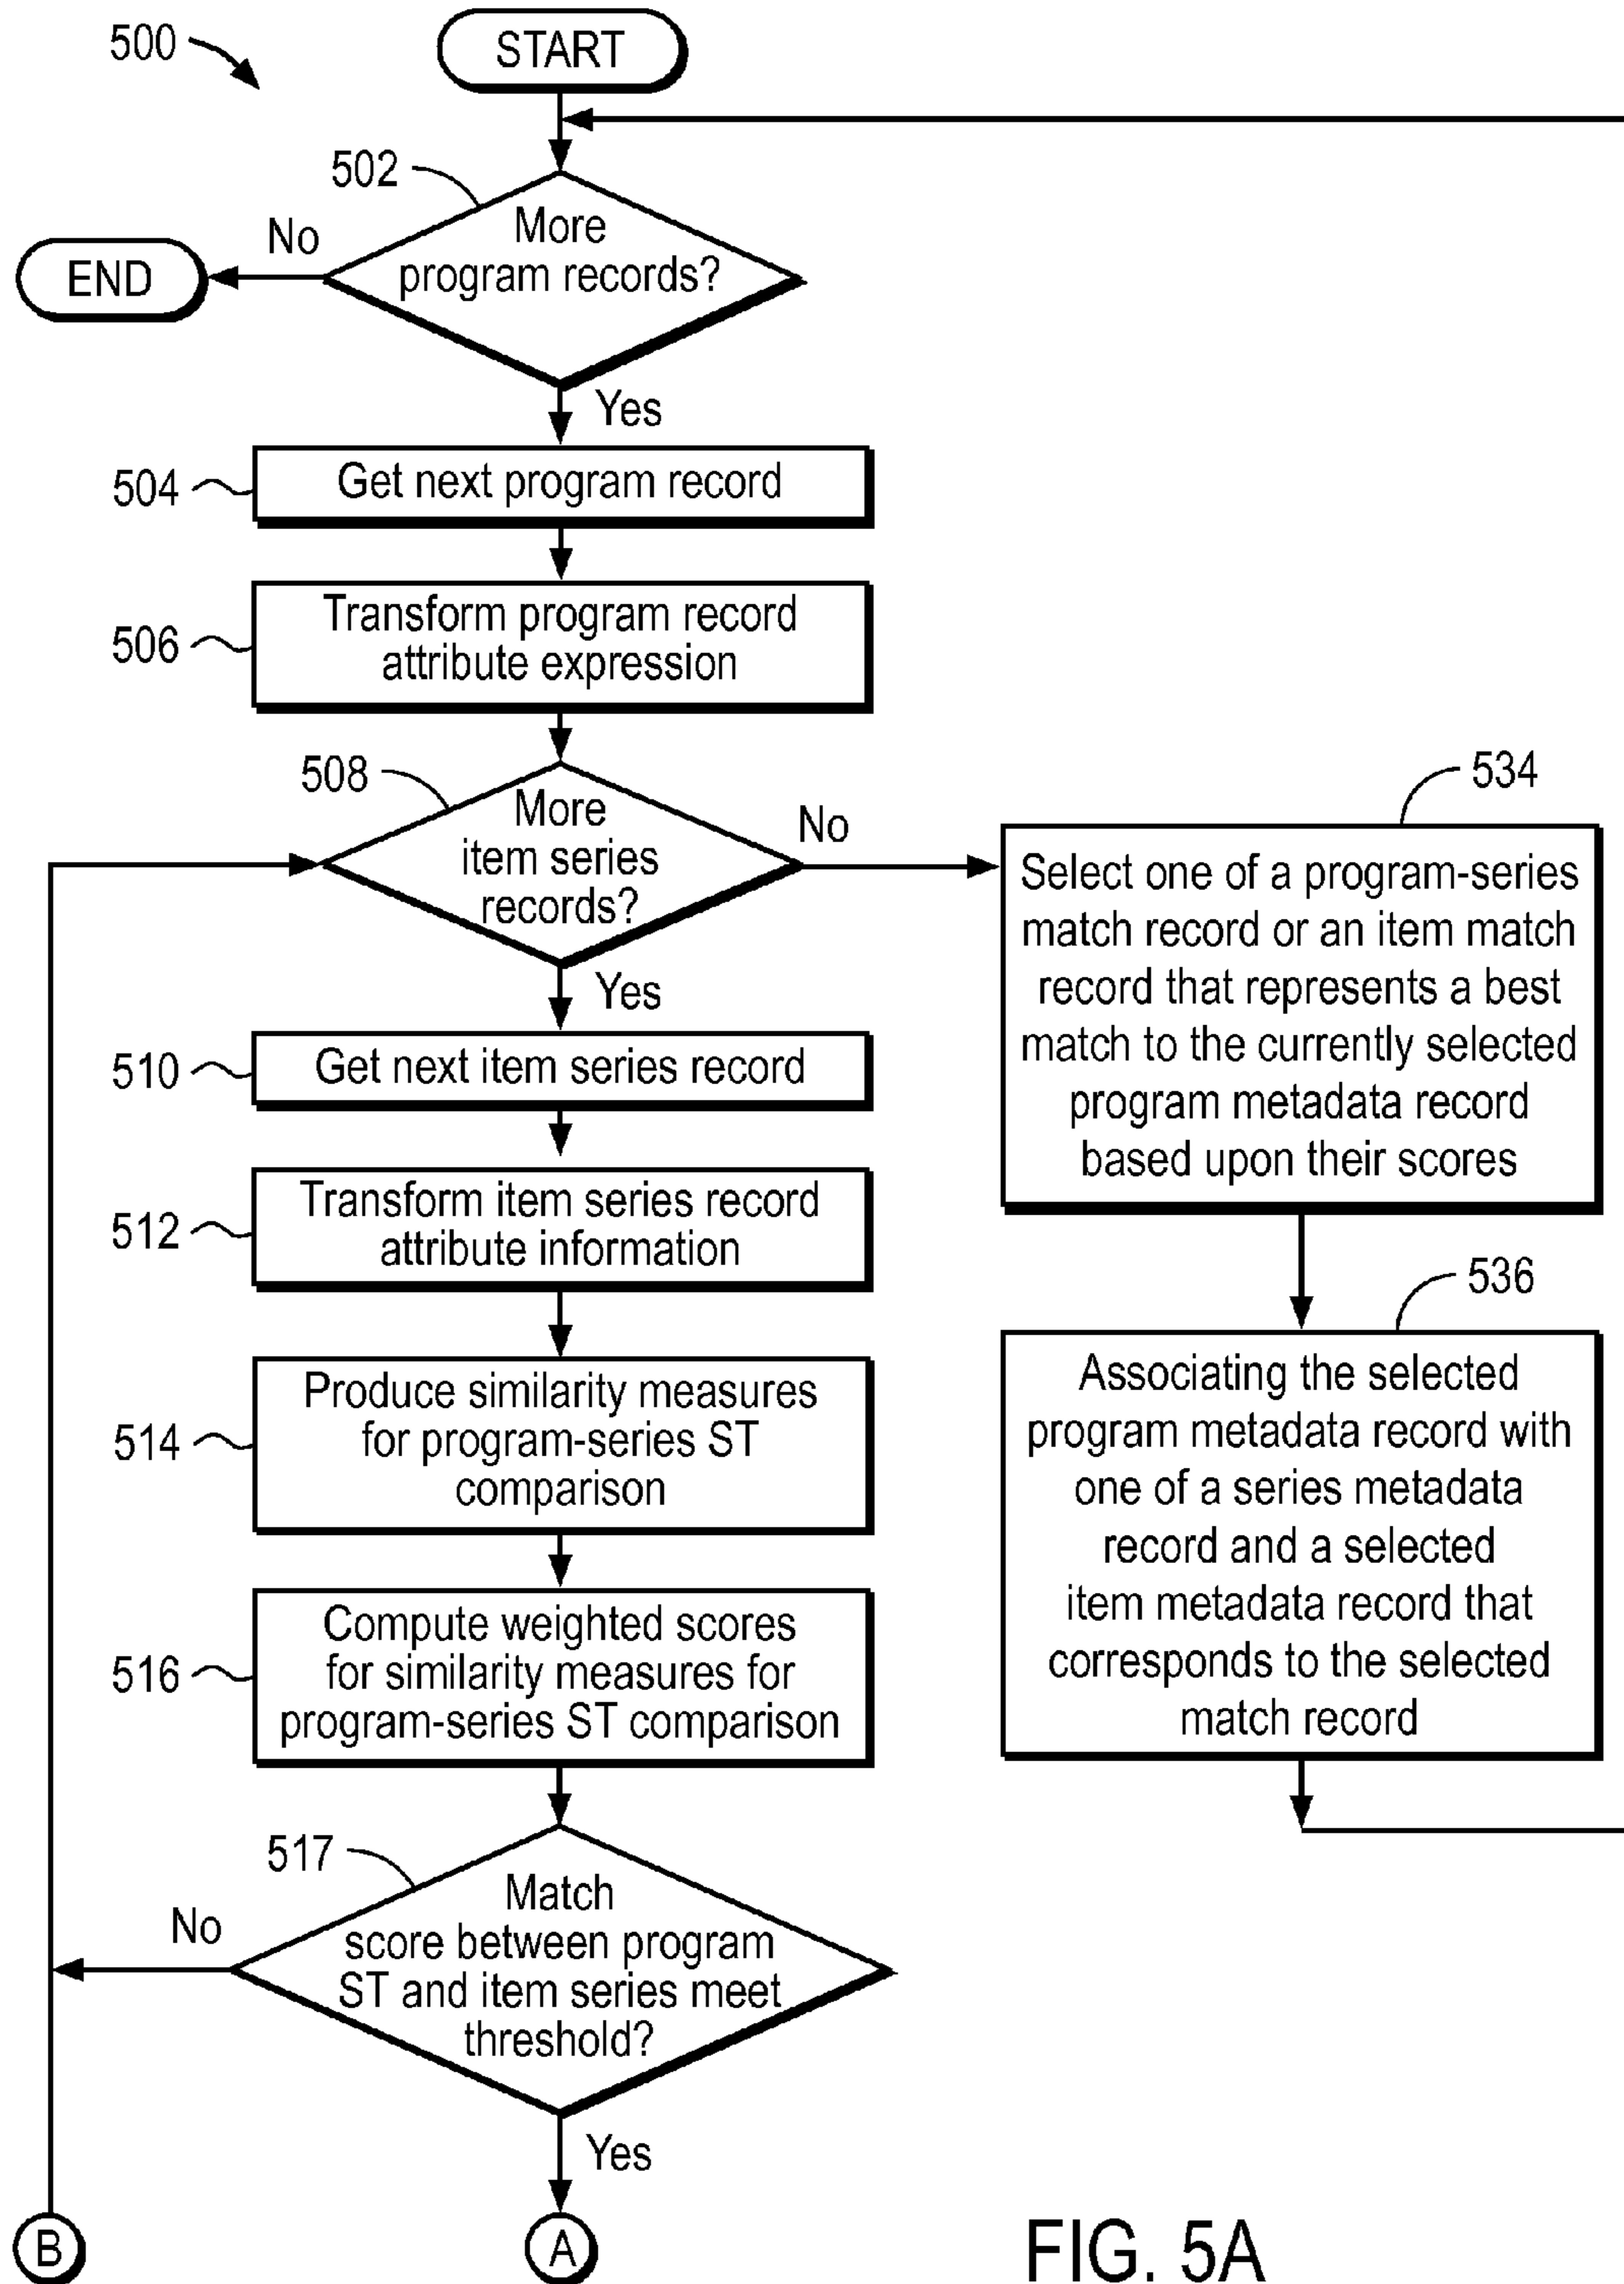 500
START
502
More
program records?
No
END
Yes
504
Get next program record
506
Transform program record
attribute expression
508
More
item series
records?
No
Yes
510
Get next item series record
512
Transform item series record
attribute information
514
Produce similarity measures
for program-series ST
comparison
516
Compute weighted scores
for similarity measures for
program-series ST comparison
517
Match
score between program
ST and item series meet
threshold?
No
Yes
B
A
534
Select one of a program-series
match record or an item match
record that represents a best
match to the currently selected
program metadata record
based upon their scores
536
Associating the selected
program metadata record with
one of a series metadata
record and a selected
item metadata record that
corresponds to the selected
match record
FIG. 5A